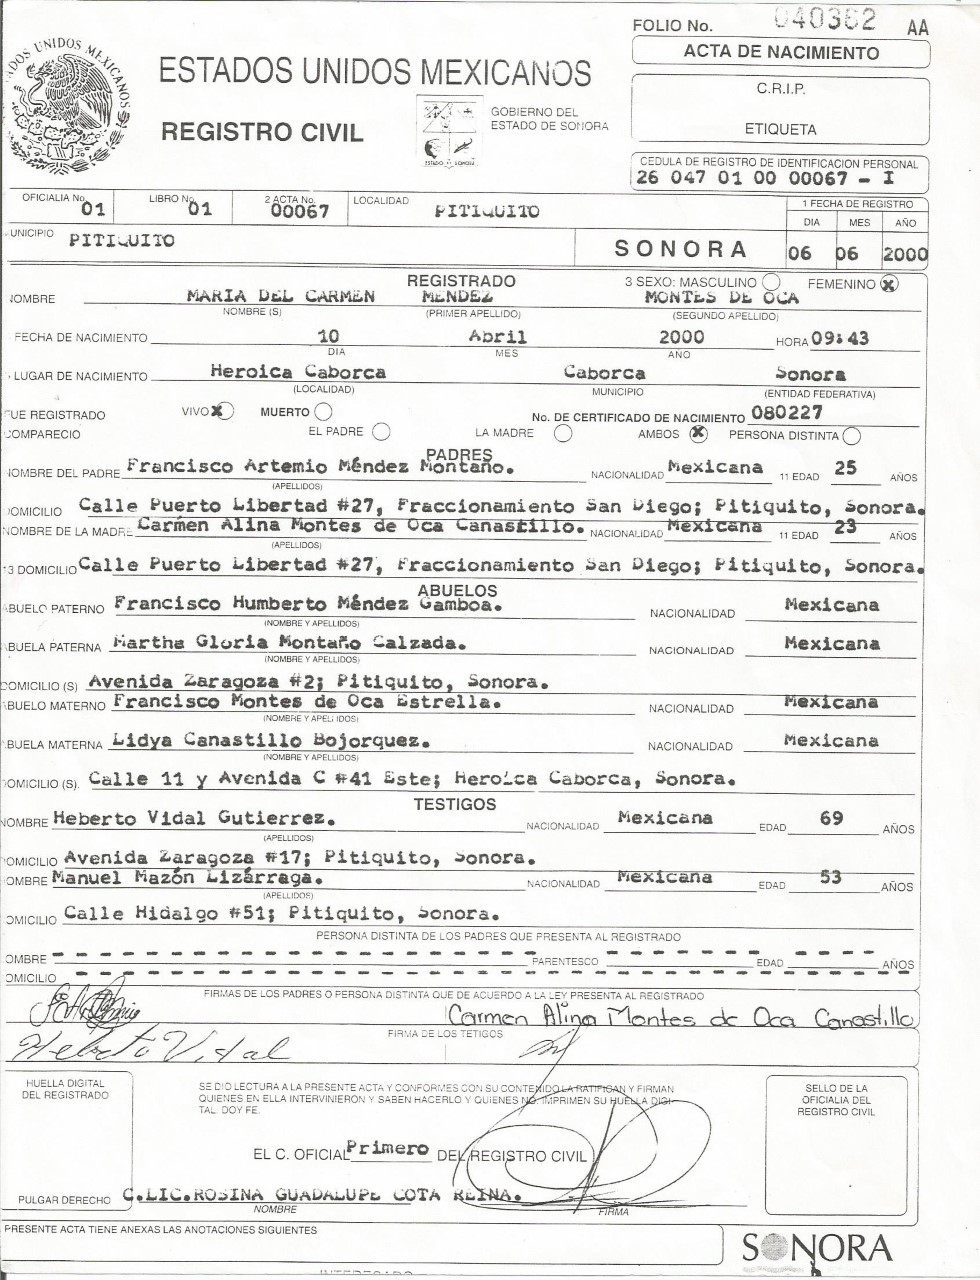 FOLIO No. 040362 AA
ACTA DE NACIMIENTO
ESTADOS UNIDOS MEXICANOS
ESTADOS UNIDOS MEXICANOS
REGISTRO CIVIL
GOBIERNO DEL
ESTADO DE SONORA
ESTADO DE SONORA
C.R.I.P.
ETIQUETA
CEDULA DE REGISTRO DE IDENTIFICACION PERSONAL
26 047 01 00 00067 - I
OFICIALIA No. 01 LIBRO No. 01 2 ACTA No. 00067 LOCALIDAD PITIQUITO
1 FECHA DE REGISTRO
DIA MES AÑO
UNICIPIO PITIQUITO SONORA 06 06 2000
REGISTRADO 3 SEXO: MASCULINO FEMENINO X
NOMBRE MARIA DEL CARMEN MENDEZ MONTES DE OCA
NOMBRE (S) (PRIMER APELLIDO) (SEGUNDO APELLIDO)
FECHA DE NACIMIENTO 10 Abril 2000 HORA 09:43
DIA MES AÑO
LUGAR DE NACIMIENTO Heroica Caborca Caborca Sonora
(LOCALIDAD) MUNICIPIO (ENTIDAD FEDERATIVA)
FUE REGISTRADO VIVO X MUERTO No. DE CERTIFICADO DE NACIMIENTO 080227
COMPARECIO EL PADRE LA MADRE AMBOS X PERSONA DISTINTA
PADRES
NOMBRE DEL PADRE Francisco Artemio Méndez Montaño. NACIONALIDAD Mexicana 11 EDAD 25 AÑOS
(APELLIDOS)
DOMICILIO Calle Puerto Libertad #27, Fraccionamiento San Diego; Pitiquito, Sonora.
NOMBRE DE LA MADRE Carmen Alina Montes de Oca Canastillo. NACIONALIDAD Mexicana 11 EDAD 23 AÑOS
(APELLIDOS)
13 DOMICILIO Calle Puerto Libertad #27, Fraccionamiento San Diego; Pitiquito, Sonora.
ABUELOS
ABUELO PATERNO Francisco Humberto Méndez Gamboa. NACIONALIDAD Mexicana
(NOMBRE Y APELLIDOS)
ABUELA PATERNA Martha Gloria Montaño Calzada. NACIONALIDAD Mexicana
(NOMBRE Y APELLIDOS)
DOMICILIO (S) Avenida Zaragoza #2; Pitiquito, Sonora.
ABUELO MATERNO Francisco Montes de Oca Estrella. NACIONALIDAD Mexicana
(NOMBRE Y APELLIDOS)
ABUELA MATERNA Lidya Canastillo Bojorquez. NACIONALIDAD Mexicana
(NOMBRE Y APELLIDOS)
DOMICILIO (S). Calle 11 y Avenida C #41 Este; Heroica Caborca, Sonora.
TESTIGOS
NOMBRE Heberto Vidal Gutierrez. NACIONALIDAD Mexicana EDAD 69 AÑOS
(APELLIDOS)
DOMICILIO Avenida Zaragoza #17; Pitiquito, Sonora.
OMBRE Manuel Mazón Lizárraga. NACIONALIDAD Mexicana EDAD 53 AÑOS
(APELLIDOS)
OMICILIO Calle Hidalgo #51; Pitiquito, Sonora.
PERSONA DISTINTA DE LOS PADRES QUE PRESENTA AL REGISTRADO
OMBRE PARENTESCO EDAD AÑOS
OMICILIO
FIRMAS DE LOS PADRES O PERSONA DISTINTA QUE DE ACUERDO A LA LEY PRESENTA AL REGISTRADO
Carmen Alina Montes de Oca Canastillo
FIRMA DE LOS TETIGOS
Heberto Vidal
HUELLA DIGITAL
DEL REGISTRADO
SE DIO LECTURA A LA PRESENTE ACTA Y CONFORMES CON SU CONTENIDO LA RATIFICAN Y FIRMAN
QUIENES EN ELLA INTERVINIERON Y SABEN HACERLO Y QUIENES NO, IMPRIMEN SU HUELLA DIGI-
TAL. DOY FE.
SELLO DE LA
OFICIALIA DEL
REGISTRO CIVIL
EL C. OFICIAL Primero DEL REGISTRO CIVIL
PULGAR DERECHO C.LIC.ROSINA GUADALUPE COTA REINA.
NOMBRE FIRMA
PRESENTE ACTA TIENE ANEXAS LAS ANOTACIONES SIGUIENTES
SONORA